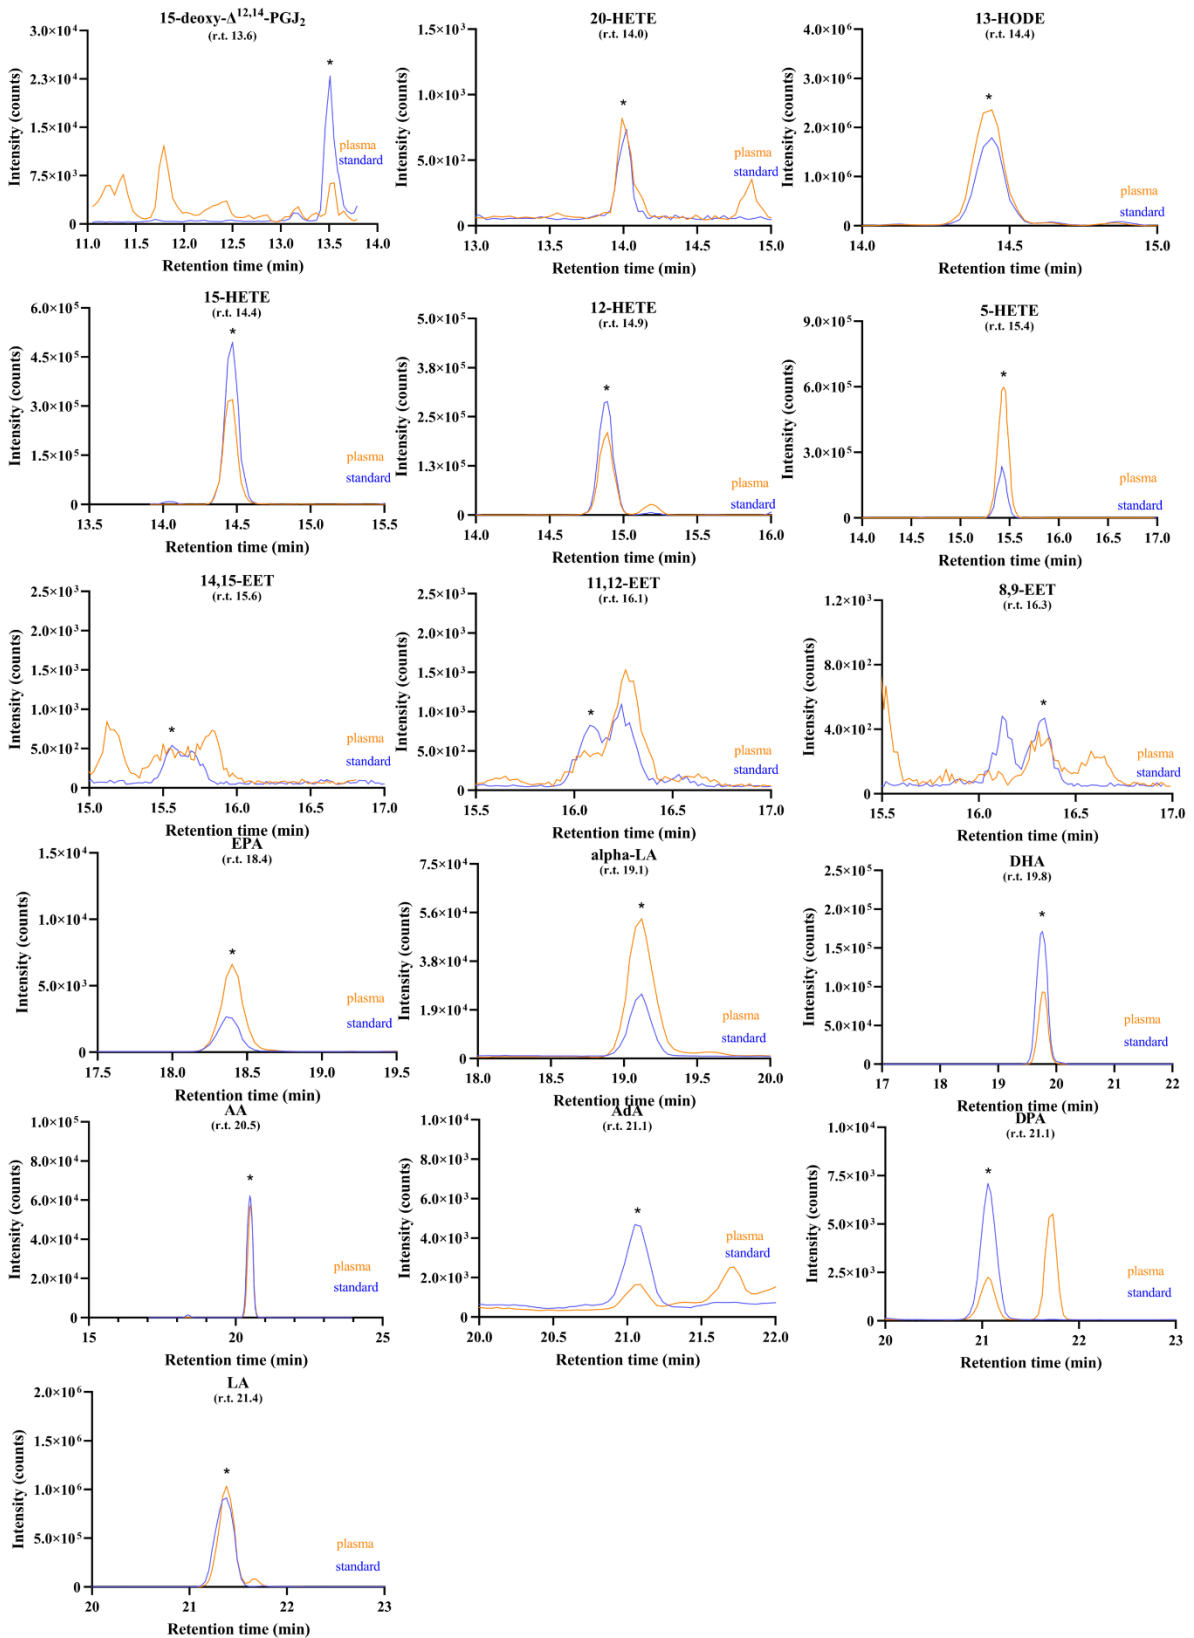 15-deoxy-Δ12,14-PGJ2
(r.t. 13.6)
Intensity (counts)
3.0×10⁴
2.3×10⁴
1.5×10⁴
7.5×10³
0
*
plasma
standard
11.0 11.5 12.0 12.5 13.0 13.5 14.0
Retention time (min)
20-HETE
(r.t. 14.0)
Intensity (counts)
1.5×10³
1.0×10³
5.0×10²
0
*
plasma
standard
13.0 13.5 14.0 14.5 15.0
Retention time (min)
13-HODE
(r.t. 14.4)
Intensity (counts)
4.0×10⁶
3.0×10⁶
2.0×10⁶
1.0×10⁶
0
*
plasma
standard
14.0 14.5 15.0
Retention time (min)
15-HETE
(r.t. 14.4)
Intensity (counts)
6.0×10⁵
4.5×10⁵
3.0×10⁵
1.5×10⁵
0
*
plasma
standard
13.5 14.0 14.5 15.0 15.5
Retention time (min)
12-HETE
(r.t. 14.9)
Intensity (counts)
5.0×10⁵
3.8×10⁵
2.5×10⁵
1.3×10⁵
0
*
plasma
standard
14.0 14.5 15.0 15.5 16.0
Retention time (min)
5-HETE
(r.t. 15.4)
Intensity (counts)
9.0×10⁵
6.0×10⁵
3.0×10⁵
0
*
plasma
standard
14.0 14.5 15.0 15.5 16.0 16.5 17.0
Retention time (min)
14,15-EET
(r.t. 15.6)
Intensity (counts)
2.5×10³
2.0×10³
1.5×10³
1.0×10³
5.0×10²
0
*
plasma
standard
15.0 15.5 16.0 16.5 17.0
Retention time (min)
11,12-EET
(r.t. 16.1)
Intensity (counts)
2.5×10³
2.0×10³
1.5×10³
1.0×10³
5.0×10²
0
*
plasma
standard
15.5 16.0 16.5 17.0
Retention time (min)
8,9-EET
(r.t. 16.3)
Intensity (counts)
1.2×10³
8.0×10²
4.0×10²
0
*
plasma
standard
15.5 16.0 16.5 17.0
Retention time (min)
EPA
(r.t. 18.4)
Intensity (counts)
1.5×10⁴
1.0×10⁴
5.0×10³
0
*
plasma
standard
17.5 18.0 18.5 19.0 19.5
Retention time (min)
alpha-LA
(r.t. 19.1)
Intensity (counts)
7.5×10⁴
5.6×10⁴
3.8×10⁴
1.9×10⁴
0
*
plasma
standard
18.0 18.5 19.0 19.5 20.0
Retention time (min)
DHA
(r.t. 19.8)
Intensity (counts)
2.5×10⁵
2.0×10⁵
1.5×10⁵
1.0×10⁵
5.0×10⁴
0
*
plasma
standard
17 18 19 20 21 22
Retention time (min)
AA
(r.t. 20.5)
Intensity (counts)
1.0×10⁵
8.0×10⁴
6.0×10⁴
4.0×10⁴
2.0×10⁴
0
*
plasma
standard
15 20 25
Retention time (min)
AdA
(r.t. 21.1)
Intensity (counts)
1.0×10⁴
8.0×10³
6.0×10³
4.0×10³
2.0×10³
0
*
plasma
standard
20.0 20.5 21.0 21.5 22.0
Retention time (min)
DPA
(r.t. 21.1)
Intensity (counts)
1.0×10⁴
7.5×10³
5.0×10³
2.5×10³
0
*
plasma
standard
20 21 22 23
Retention time (min)
LA
(r.t. 21.4)
Intensity (counts)
2.0×10⁶
1.5×10⁶
1.0×10⁶
5.0×10⁵
0
*
plasma
standard
20 21 22 23
Retention time (min)